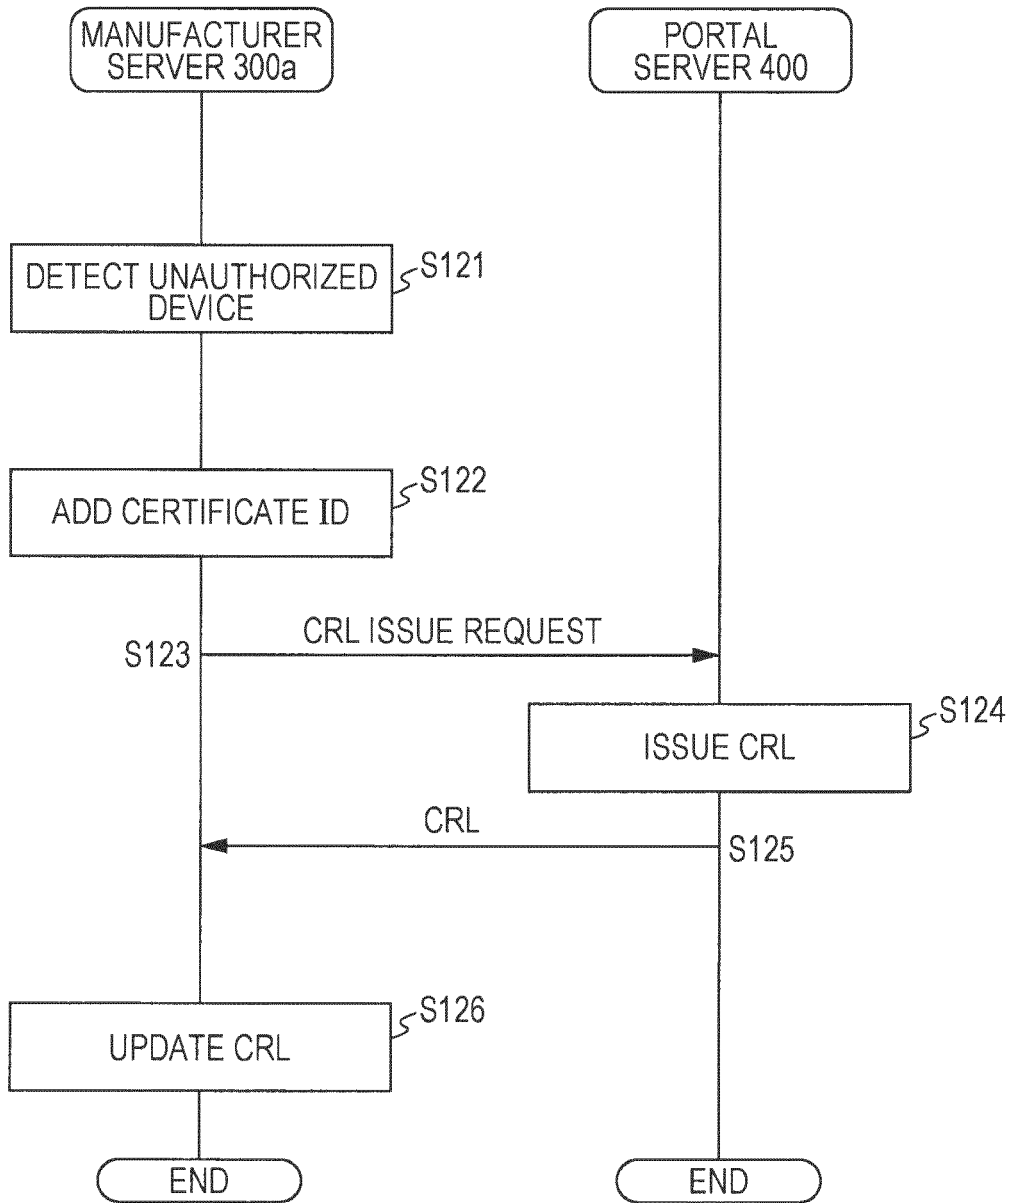 MANUFACTURER
SERVER 300a
PORTAL
SERVER 400
DETECT UNAUTHORIZED
DEVICE
S121
ADD CERTIFICATE ID
S122
CRL ISSUE REQUEST
S123
ISSUE CRL
S124
CRL
S125
UPDATE CRL
S126
END
END